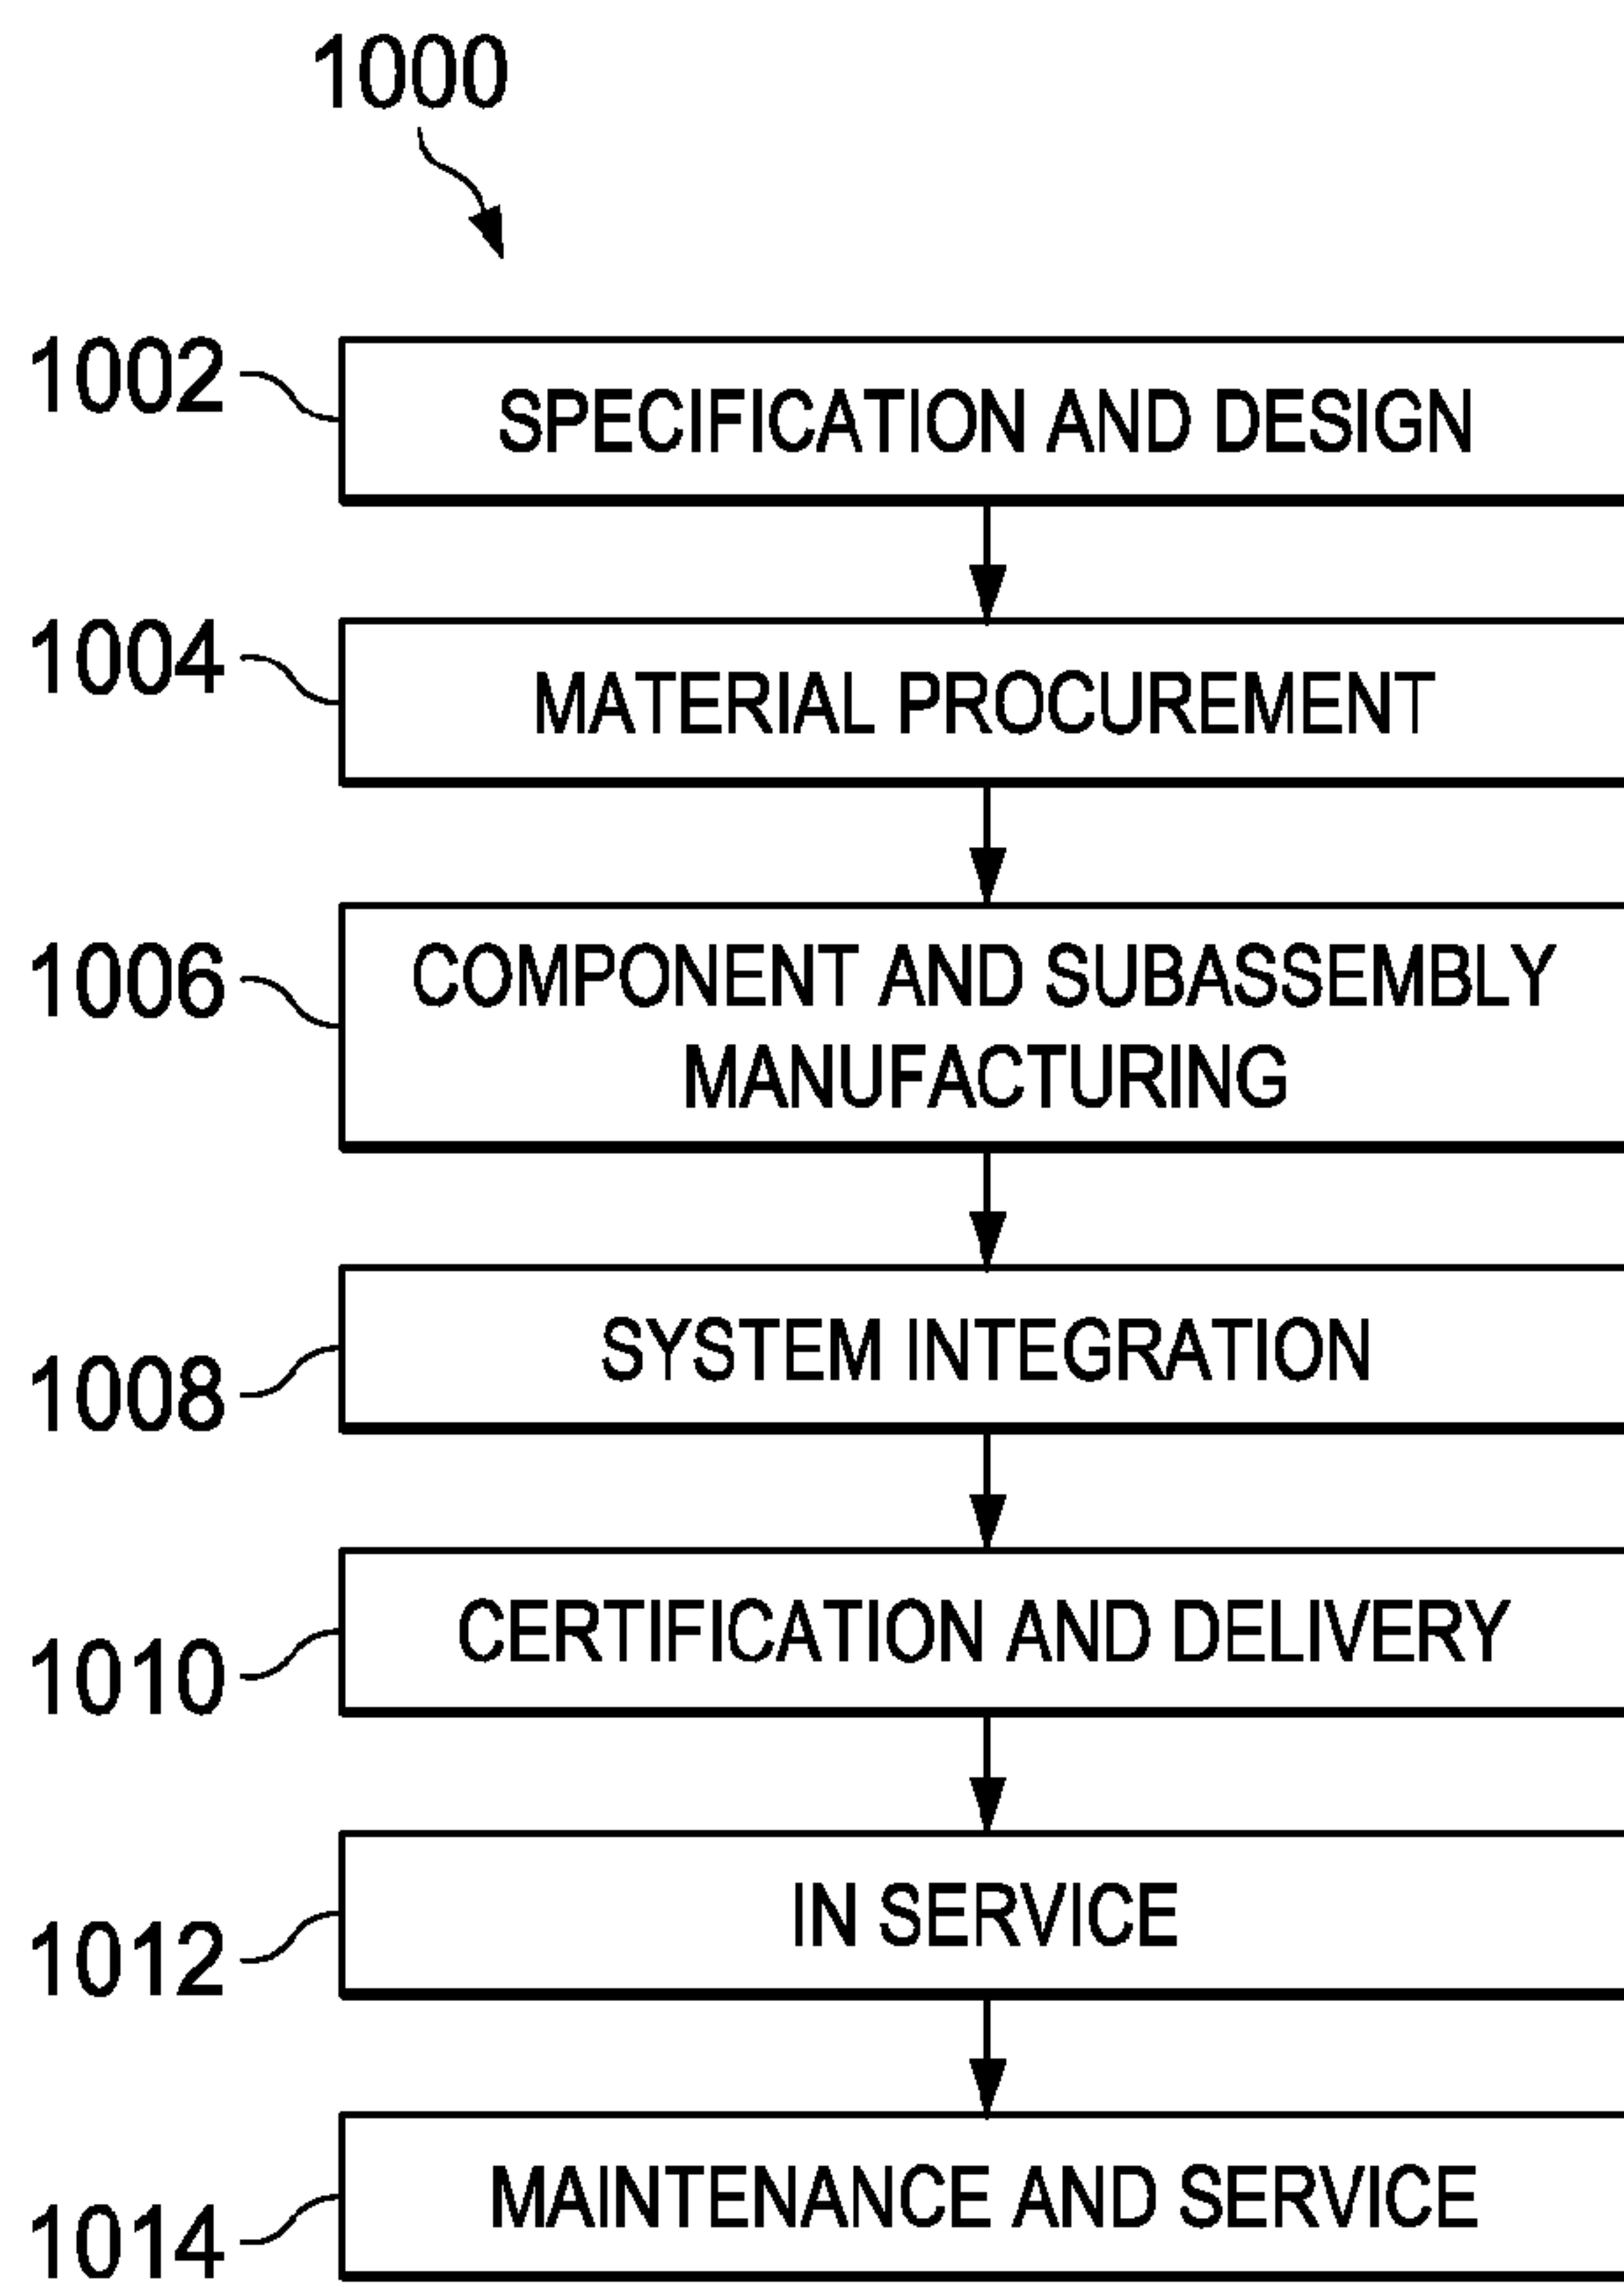 1000
1002
SPECIFICATION AND DESIGN
1004
MATERIAL PROCUREMENT
1006
COMPONENT AND SUBASSEMBLY
MANUFACTURING
1008
SYSTEM INTEGRATION
1010
CERTIFICATION AND DELIVERY
1012
IN SERVICE
1014
MAINTENANCE AND SERVICE